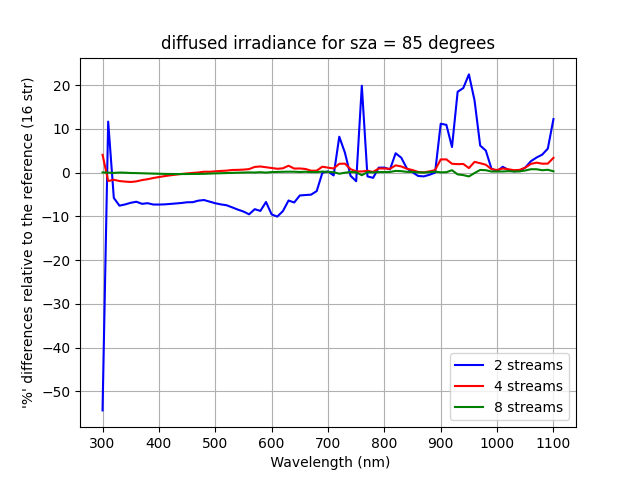 diffused irradiance for sza = 85 degrees
'%' differences relative to the reference (16 str)
20
10
0
−10
−20
−30
−40
−50
2 streams
4 streams
8 streams
300 400 500 600 700 800 900 1000 1100
Wavelength (nm)